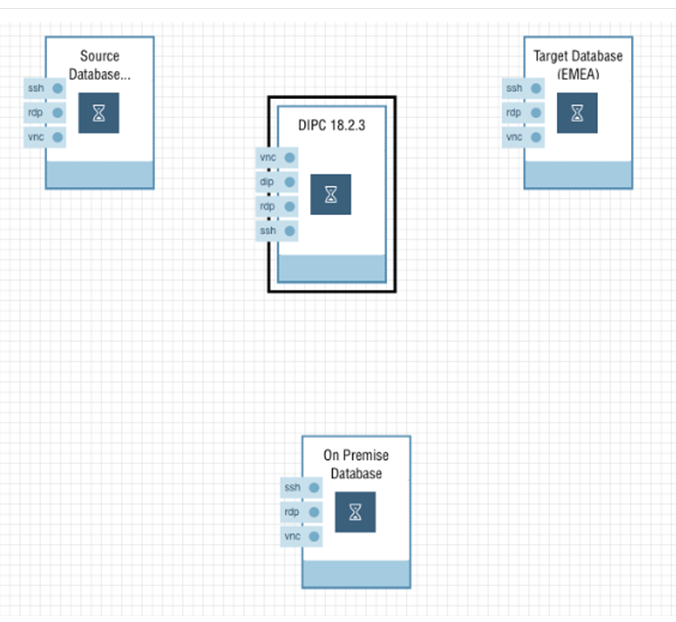 Source
Database...
ssh
rdp
vnc
DIPC 18.2.3
vnc
dip
rdp
ssh
Target Database
(EMEA)
ssh
rdp
vnc
On Premise
Database
ssh
rdp
vnc